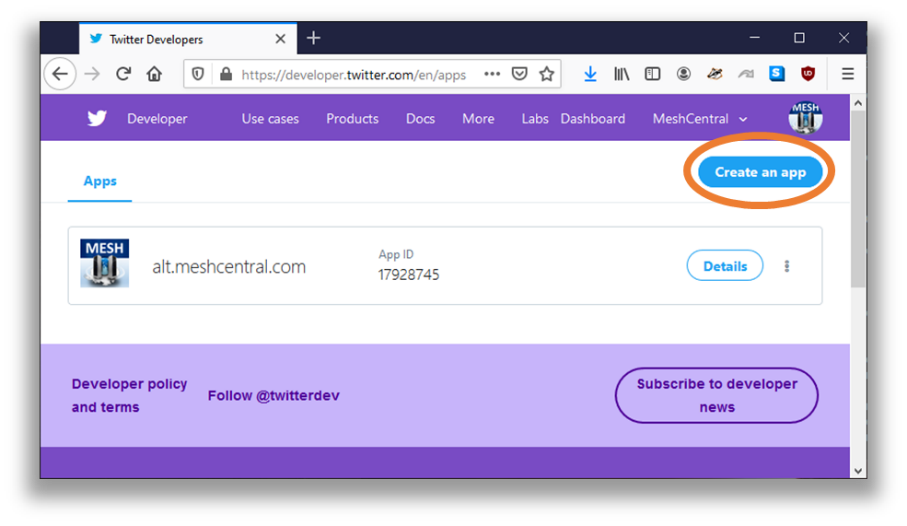 Twitter Developers
https://developer.twitter.com/en/apps
Developer Use cases Products Docs More Labs Dashboard MeshCentral MESH
Apps
Create an app
MESH
alt.meshcentral.com
App ID
17928745
Details
Developer policy
and terms
Follow @twitterdev
Subscribe to developer
news